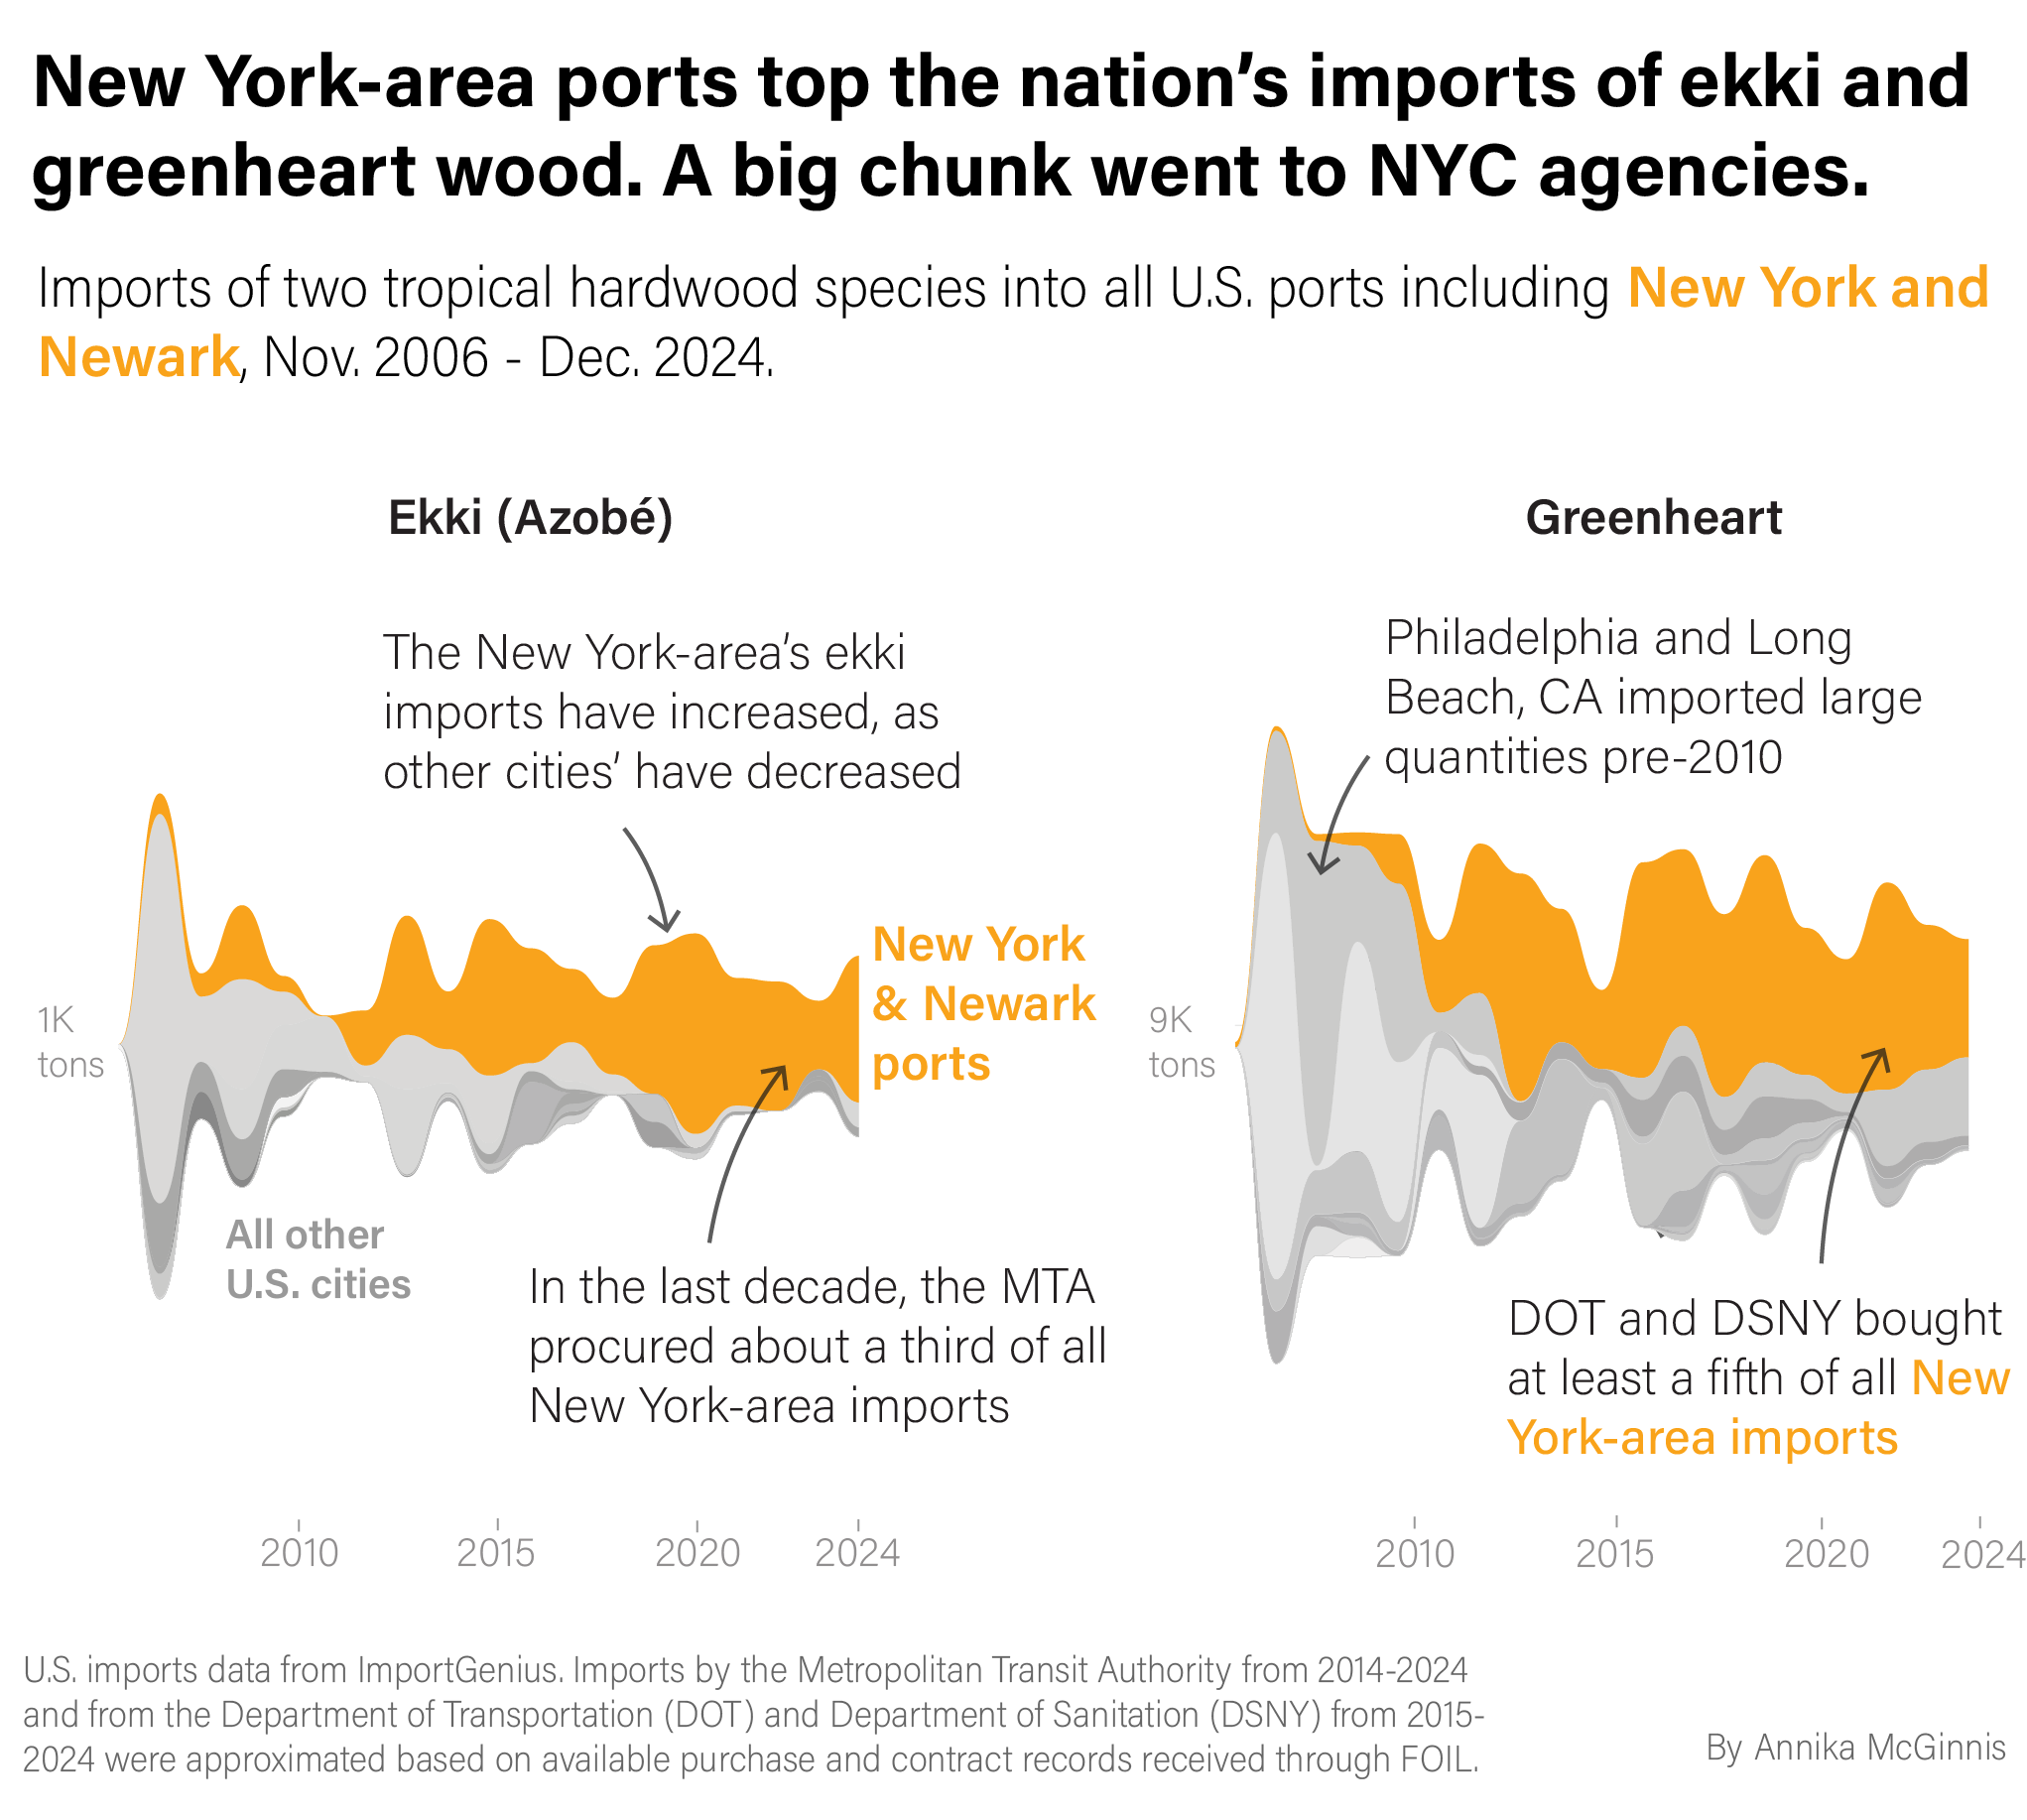 New York-area ports top the nation’s imports of ekki and
greenheart wood. A big chunk went to NYC agencies.
Imports of two tropical hardwood species into all U.S. ports including New York and
Newark, Nov. 2006 - Dec. 2024.
Ekki (Azobé)
The New York-area’s ekki
imports have increased, as
other cities’ have decreased
1K
tons
New York
& Newark
ports
All other
U.S. cities
In the last decade, the MTA
procured about a third of all
New York-area imports
2010
2015
2020
2024
Greenheart
Philadelphia and Long
Beach, CA imported large
quantities pre-2010
9K
tons
DOT and DSNY bought
at least a fifth of all New
York-area imports
2010
2015
2020
2024
U.S. imports data from ImportGenius. Imports by the Metropolitan Transit Authority from 2014-2024
and from the Department of Transportation (DOT) and Department of Sanitation (DSNY) from 2015-
2024 were approximated based on available purchase and contract records received through FOIL.
By Annika McGinnis